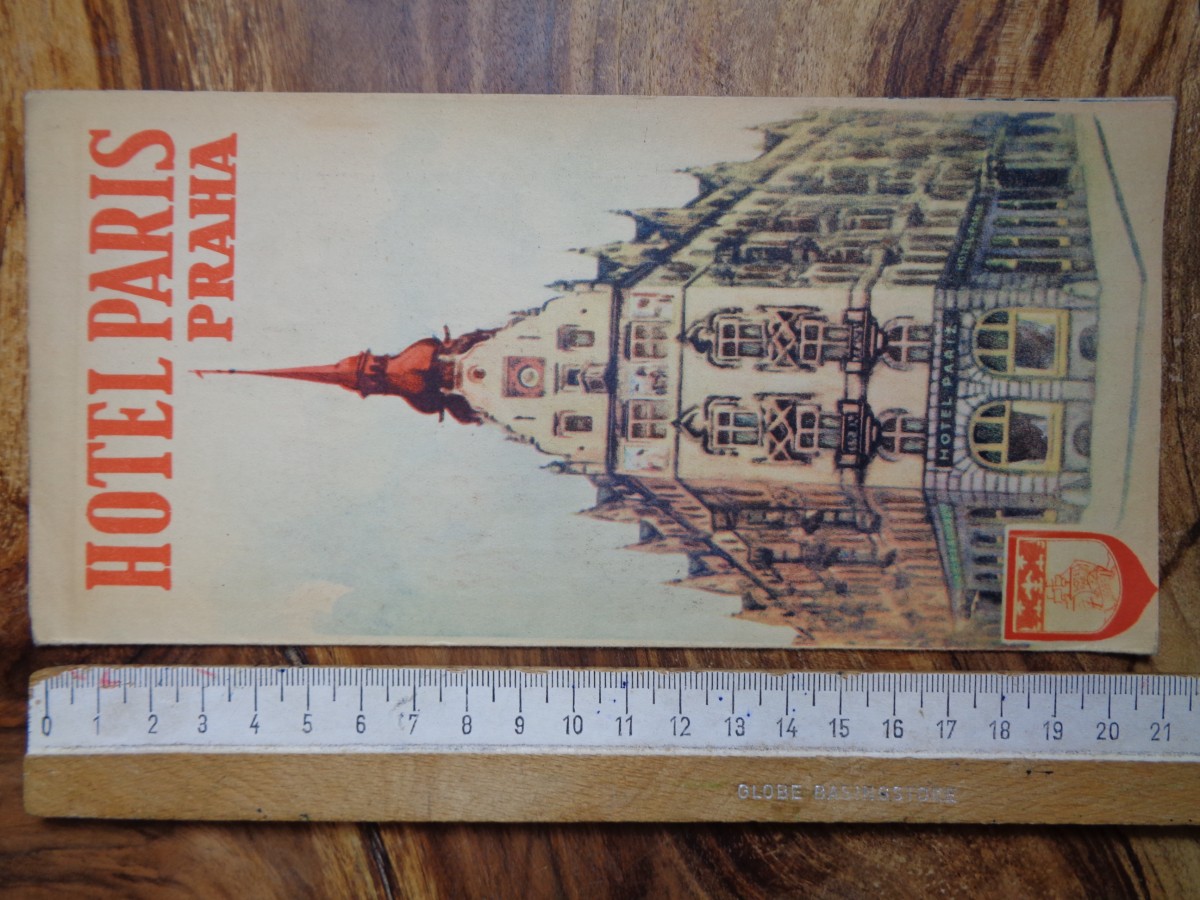 HOTEL PARIS
PRAHA
HOTEL PARIZ
0 1 2 3 4 5 6 7 8 9 10 11 12 13 14 15 16 17 18 19 20 21
GLOBE BASINGSTOKE